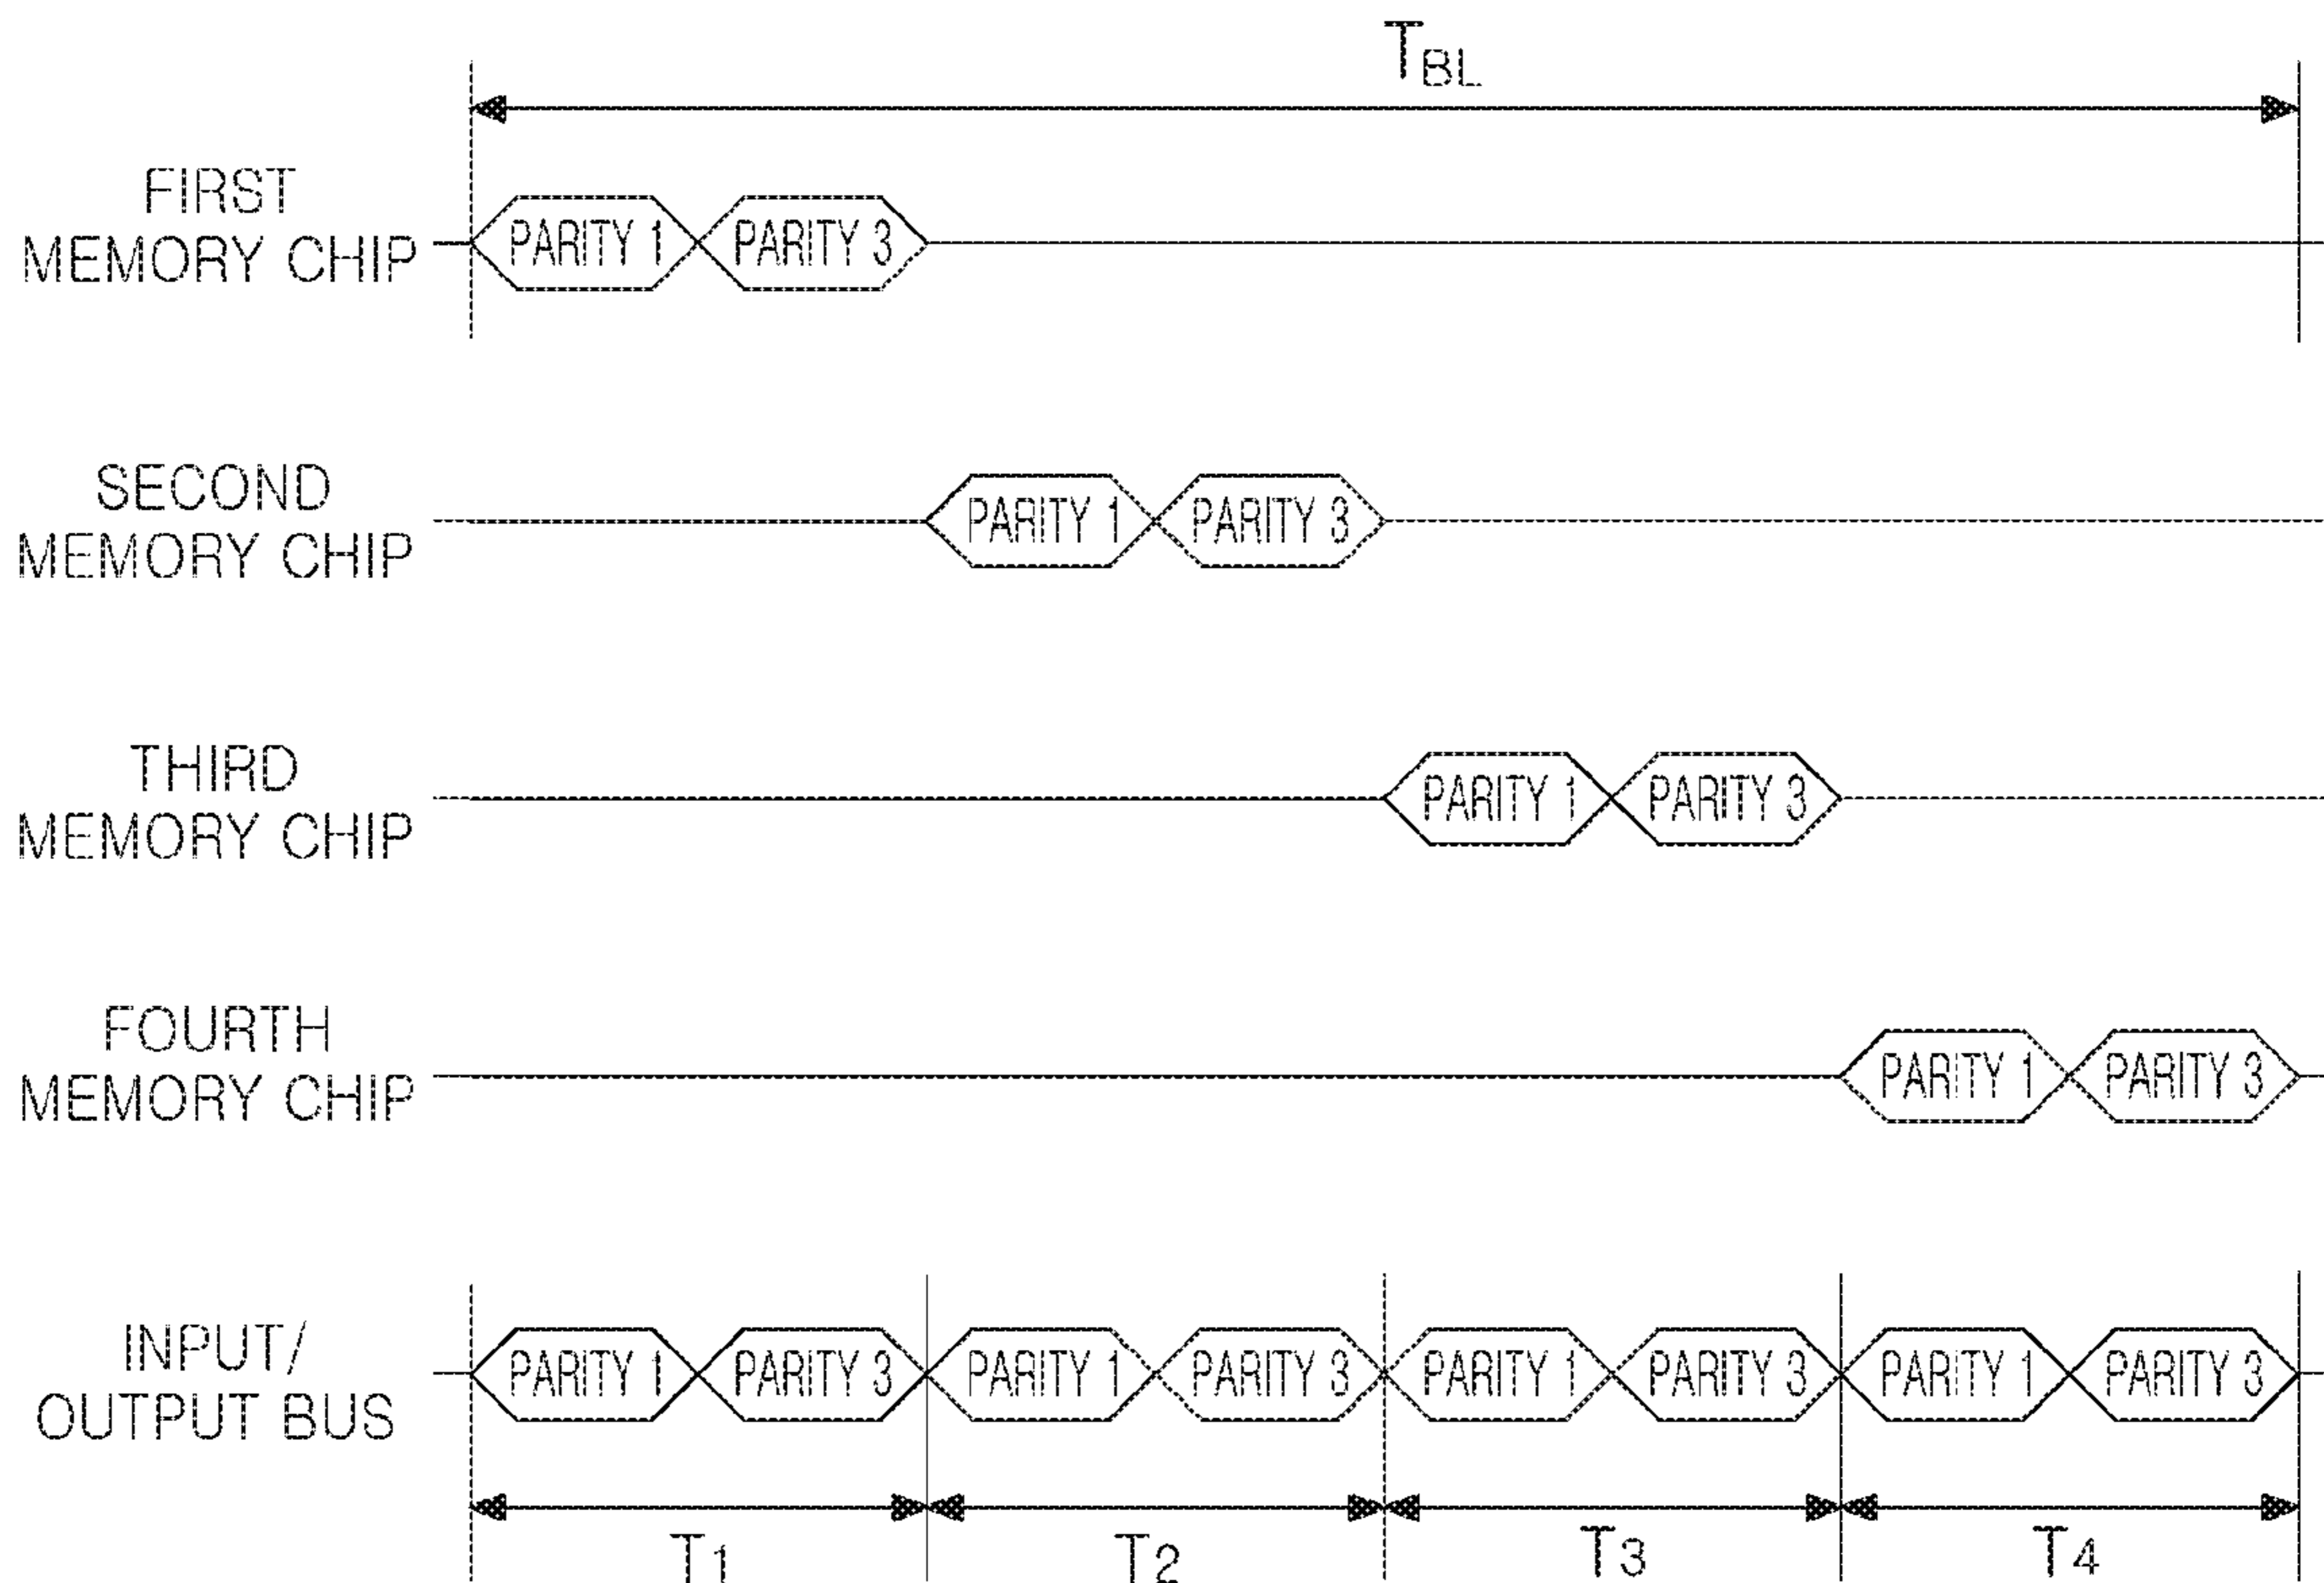 TBL
FIRST
MEMORY CHIP
PARITY 1 PARITY 3
SECOND
MEMORY CHIP
PARITY 1 PARITY 3
THIRD
MEMORY CHIP
PARITY 1 PARITY 3
FOURTH
MEMORY CHIP
PARITY 1 PARITY 3
INPUT/
OUTPUT BUS
PARITY 1 PARITY 3 PARITY 1 PARITY 3 PARITY 1 PARITY 3 PARITY 1 PARITY 3
T1 T2 T3 T4